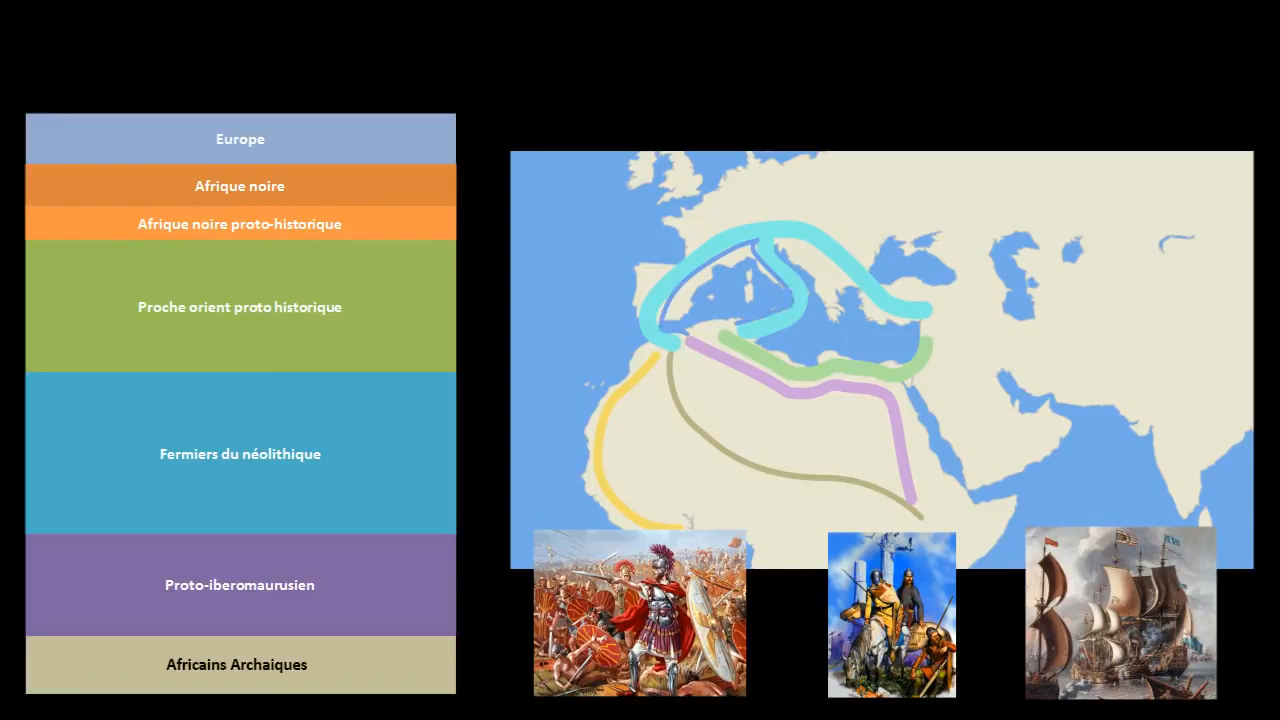 Europe
Afrique noire
Afrique noire proto-historique
Proche orient proto historique
Fermiers du néolithique
Proto-iberomaurusien
Africains Archaiques